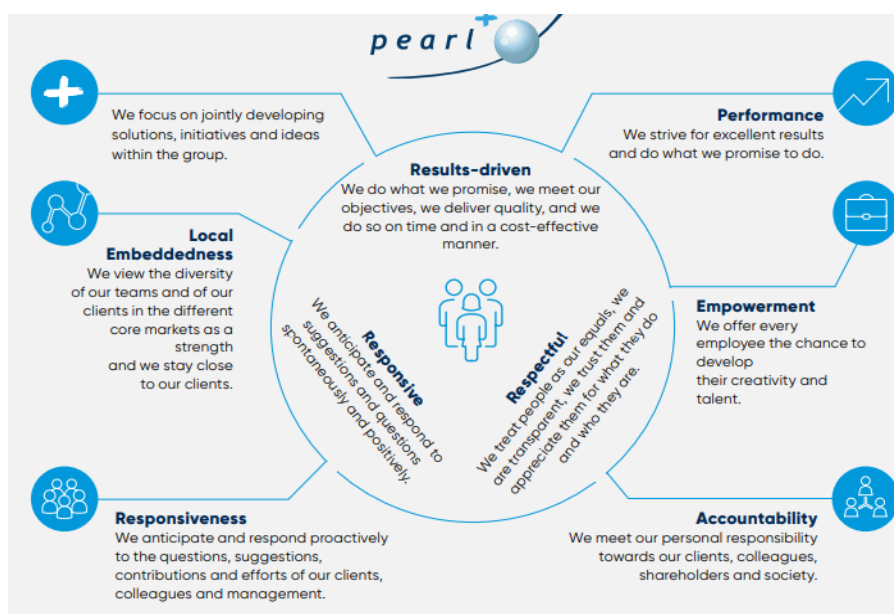 pearl+
We focus on jointly developing
solutions, initiatives and ideas
within the group.
Performance
We strive for excellent results
and do what we promise to do.
Results-driven
We do what we promise, we meet our
objectives, we deliver quality, and we
do so on time and in a cost-effective
manner.
Local
Embeddedness
We view the diversity
of our teams and of our
clients in the different
core markets as a
strength
and we stay close
to our clients.
Responsive
We anticipate and respond to
suggestions and questions
spontaneously and positively.
Respectful
We treat people as our equals, we
are transparent, we trust them and
appreciate them for what they do
and who they are.
Empowerment
We offer every
employee the chance to
develop
their creativity and
talent.
Responsiveness
We anticipate and respond proactively
to the questions, suggestions,
contributions and efforts of our clients,
colleagues and management.
Accountability
We meet our personal responsibility
towards our clients, colleagues,
shareholders and society.